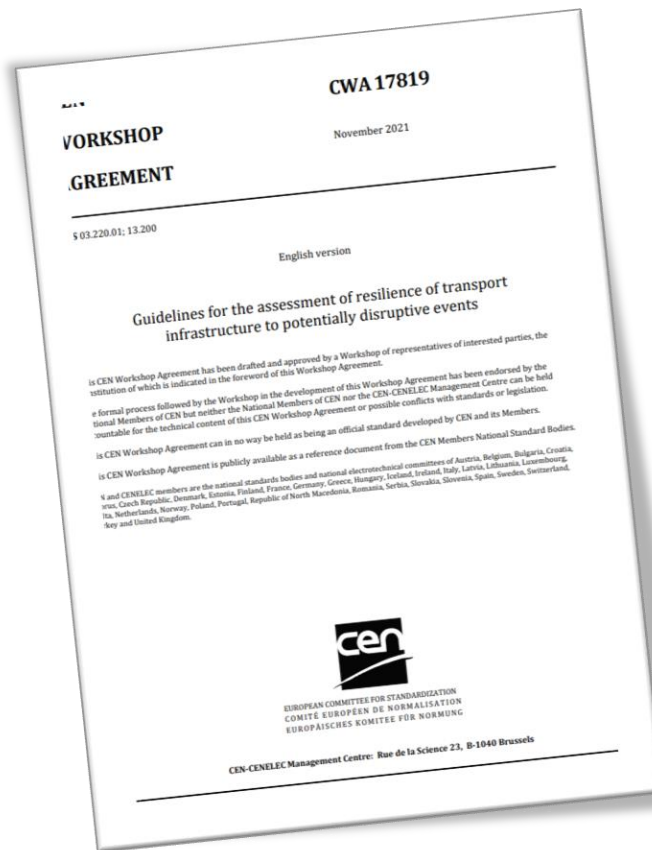 CWA 17819
VORKSHOP
November 2021
GREEMENT
S 03.220.01; 13.200
English version
Guidelines for the assessment of resilience of transport
infrastructure to potentially disruptive events
is CEN Workshop Agreement has been drafted and approved by a Workshop of representatives of interested parties, the
nstitution of which is indicated in the foreword of this Workshop Agreement.
e formal process followed by the Workshop in the development of this Workshop Agreement has been endorsed by the
tional Members of CEN but neither the National Members of CEN nor the CEN-CENELEC Management Centre can be held
countable for the technical content of this CEN Workshop Agreement or possible conflicts with standards or legislation.
is CEN Workshop Agreement can in no way be held as being an official standard developed by CEN and its Members.
is CEN Workshop Agreement is publicly available as a reference document from the CEN Members National Standard Bodies.
N and CENELEC members are the national standards bodies and national electrotechnical committees of Austria, Belgium, Bulgaria, Croatia,
rus, Czech Republic, Denmark, Estonia, Finland, France, Germany, Greece, Hungary, Iceland, Ireland, Italy, Latvia, Lithuania, Luxembourg,
lta, Netherlands, Norway, Poland, Portugal, Republic of North Macedonia, Romania, Serbia, Slovakia, Slovenia, Spain, Sweden, Switzerland,
rkey and United Kingdom.
cen
EUROPEAN COMMITTEE FOR STANDARDIZATION
COMITÉ EUROPÉEN DE NORMALISATION
EUROPÄISCHES KOMITEE FÜR NORMUNG
CEN-CENELEC Management Centre: Rue de la Science 23, B-1040 Brussels